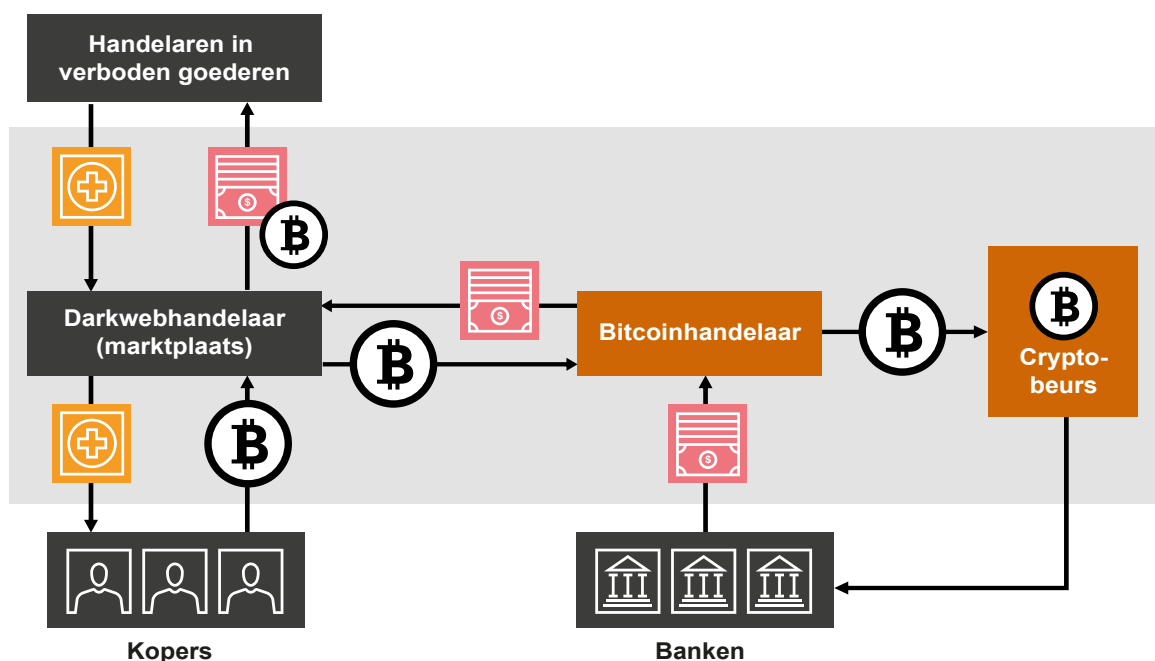 Handelaren in
verboden goederen
Darkwebhandelaar
(marktplaats)
Bitcoinhandelaar
Crypto-
beurs
Kopers
Banken